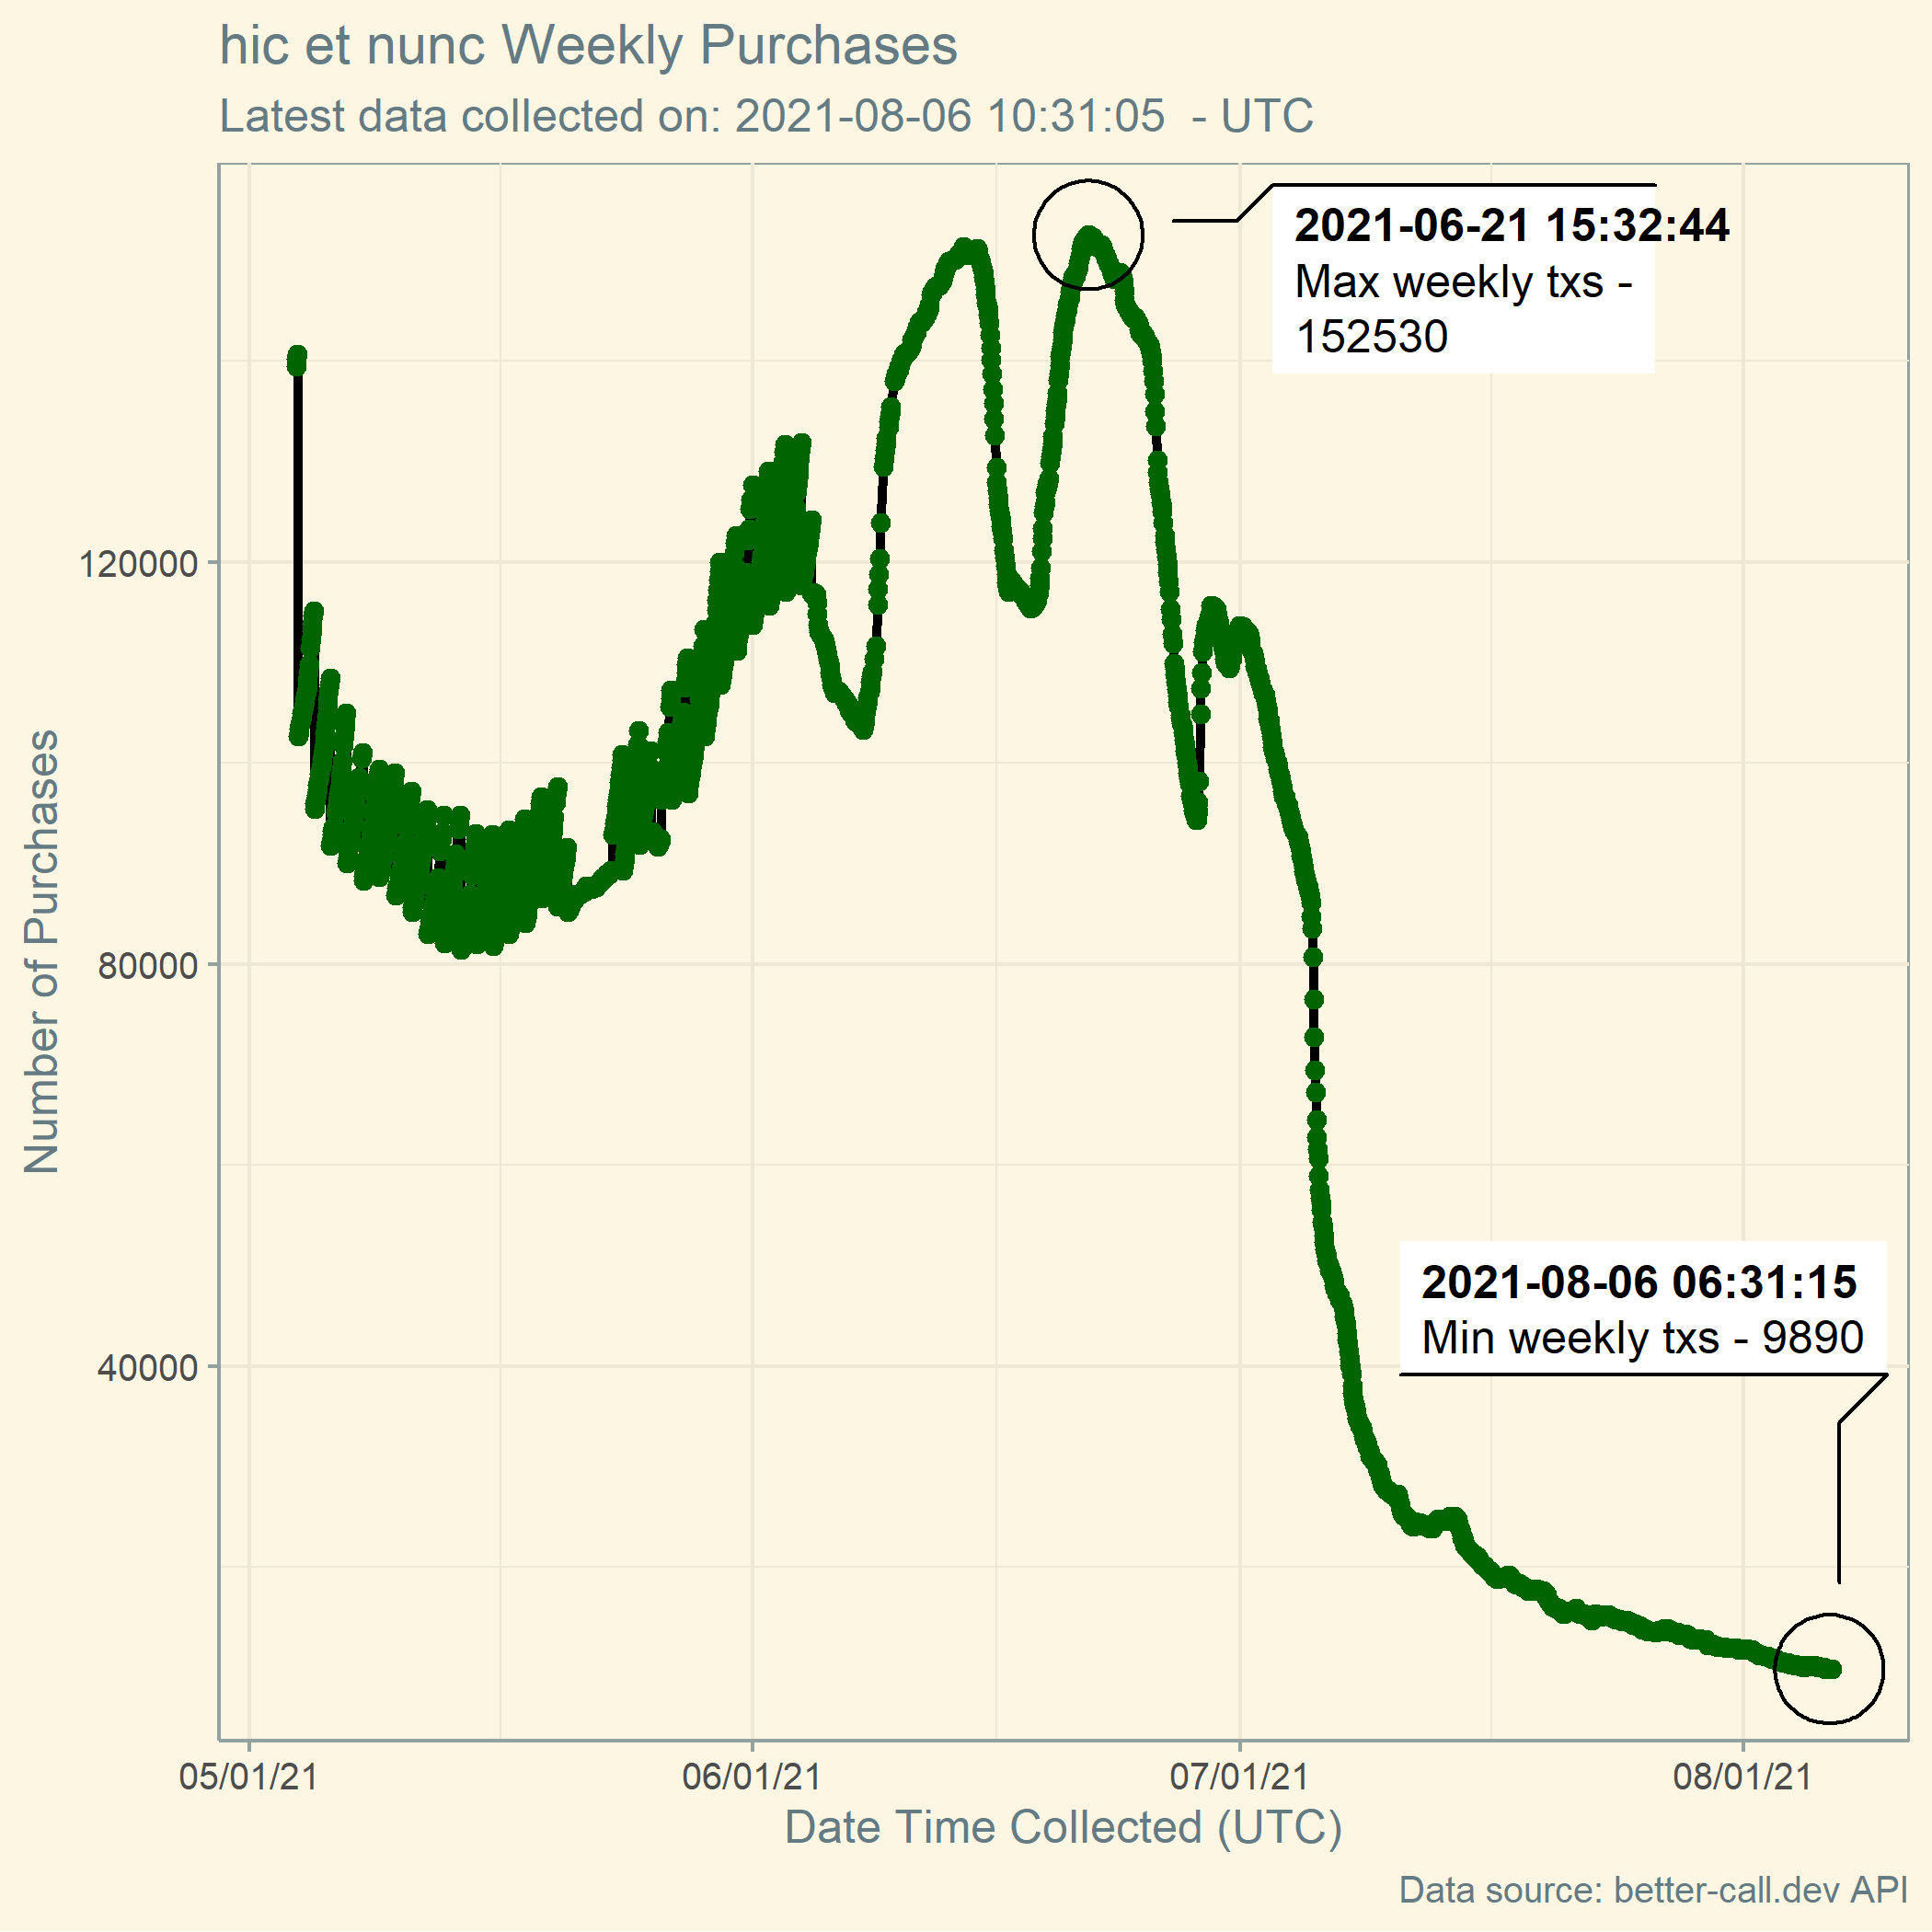 hic et nunc Weekly Purchases
Latest data collected on: 2021-08-06 10:31:05  - UTC
2021-06-21 15:32:44
Max weekly txs -
152530
120000
80000
40000
Number of Purchases
2021-08-06 06:31:15
Min weekly txs - 9890
05/01/21 06/01/21 07/01/21 08/01/21
Date Time Collected (UTC)
Data source: better-call.dev API